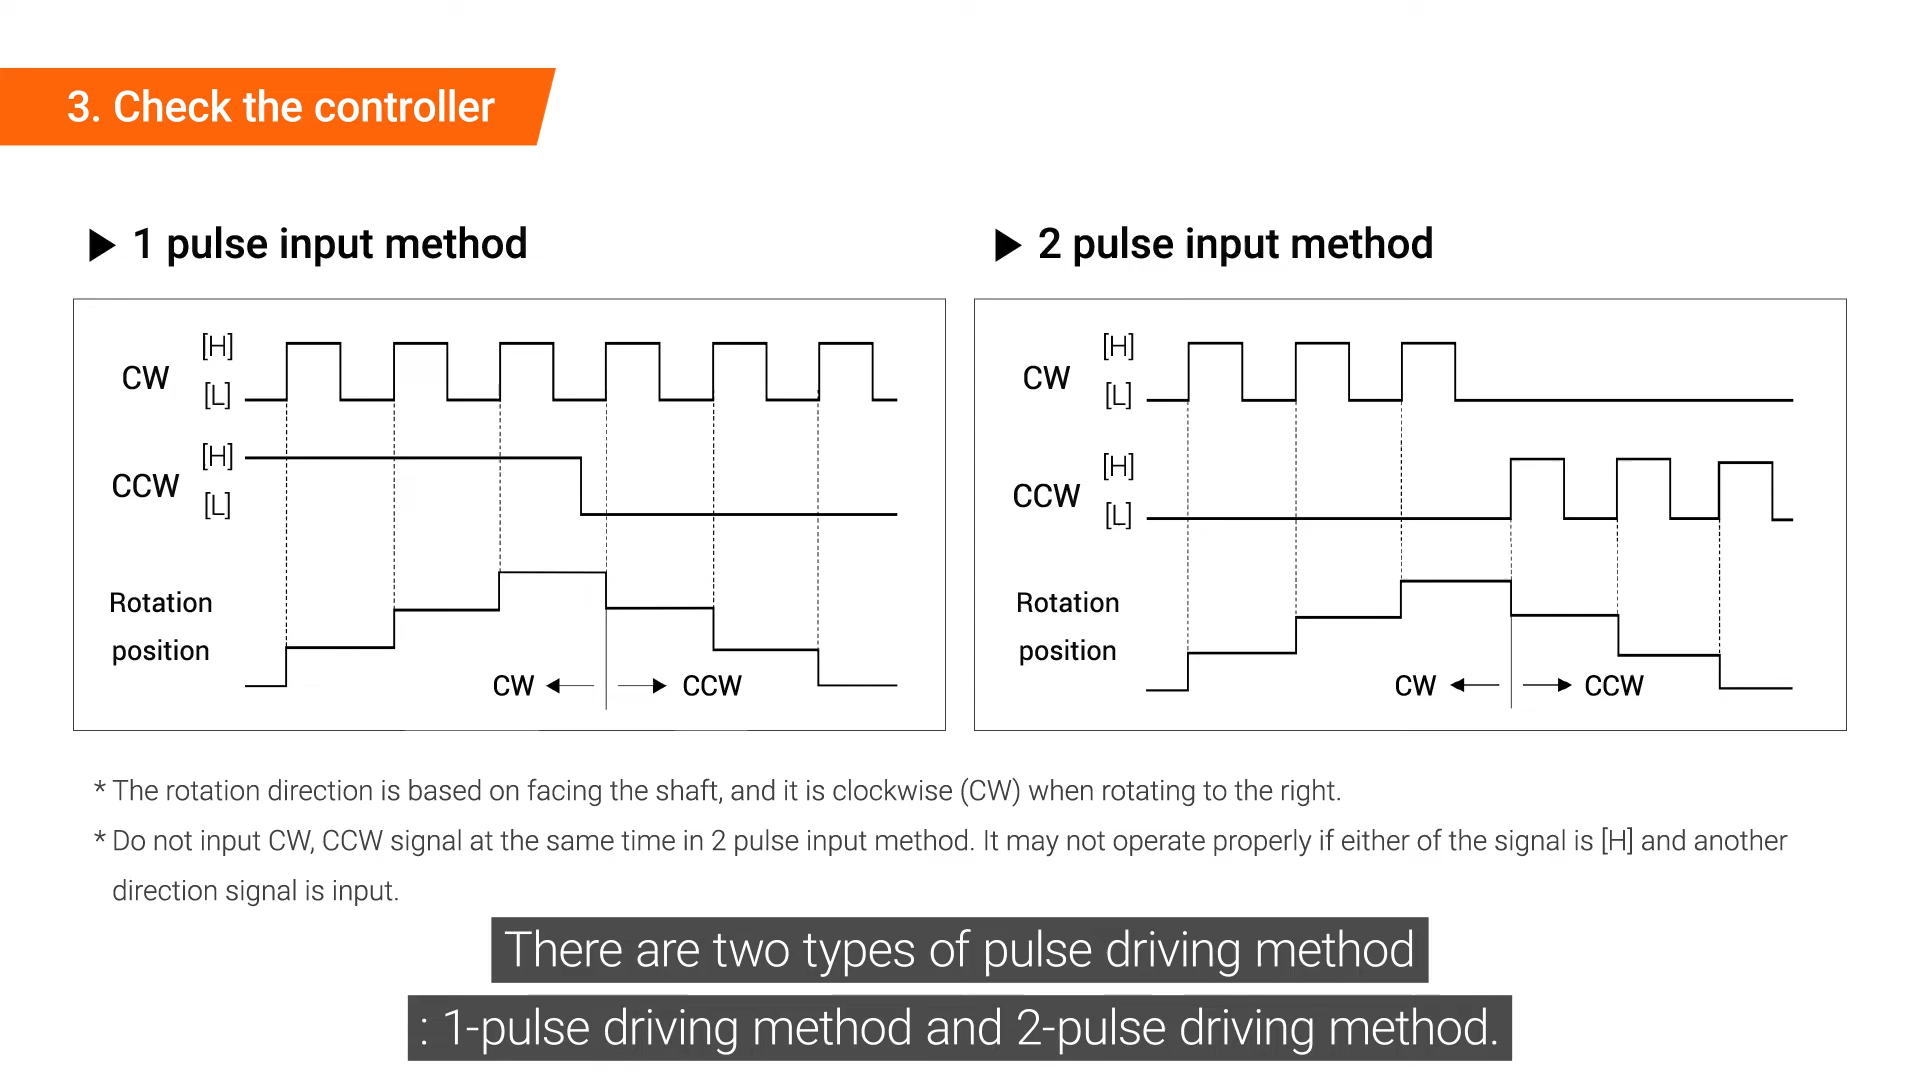 3. Check the controller
▶ 1 pulse input method
CW
[H]
[L]
CCW
[H]
[L]
Rotation
position
CW
CCW
▶ 2 pulse input method
CW
[H]
[L]
CCW
[H]
[L]
Rotation
position
CW
CCW
* The rotation direction is based on facing the shaft, and it is clockwise (CW) when rotating to the right.
* Do not input CW, CCW signal at the same time in 2 pulse input method. It may not operate properly if either of the signal is [H] and another
direction signal is input.
There are two types of pulse driving method
: 1-pulse driving method and 2-pulse driving method.